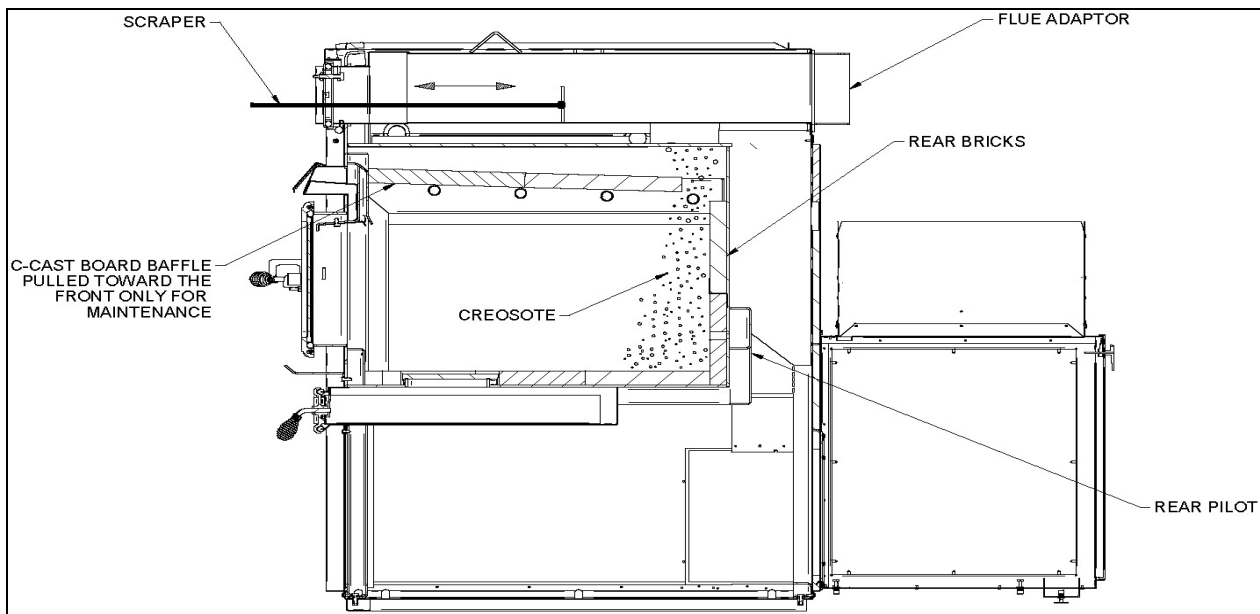 SCRAPER
FLUE ADAPTOR
REAR BRICKS
C-CAST BOARD BAFFLE
PULLED TOWARD THE
FRONT ONLY FOR
MAINTENANCE
CREOSOTE
REAR PILOT